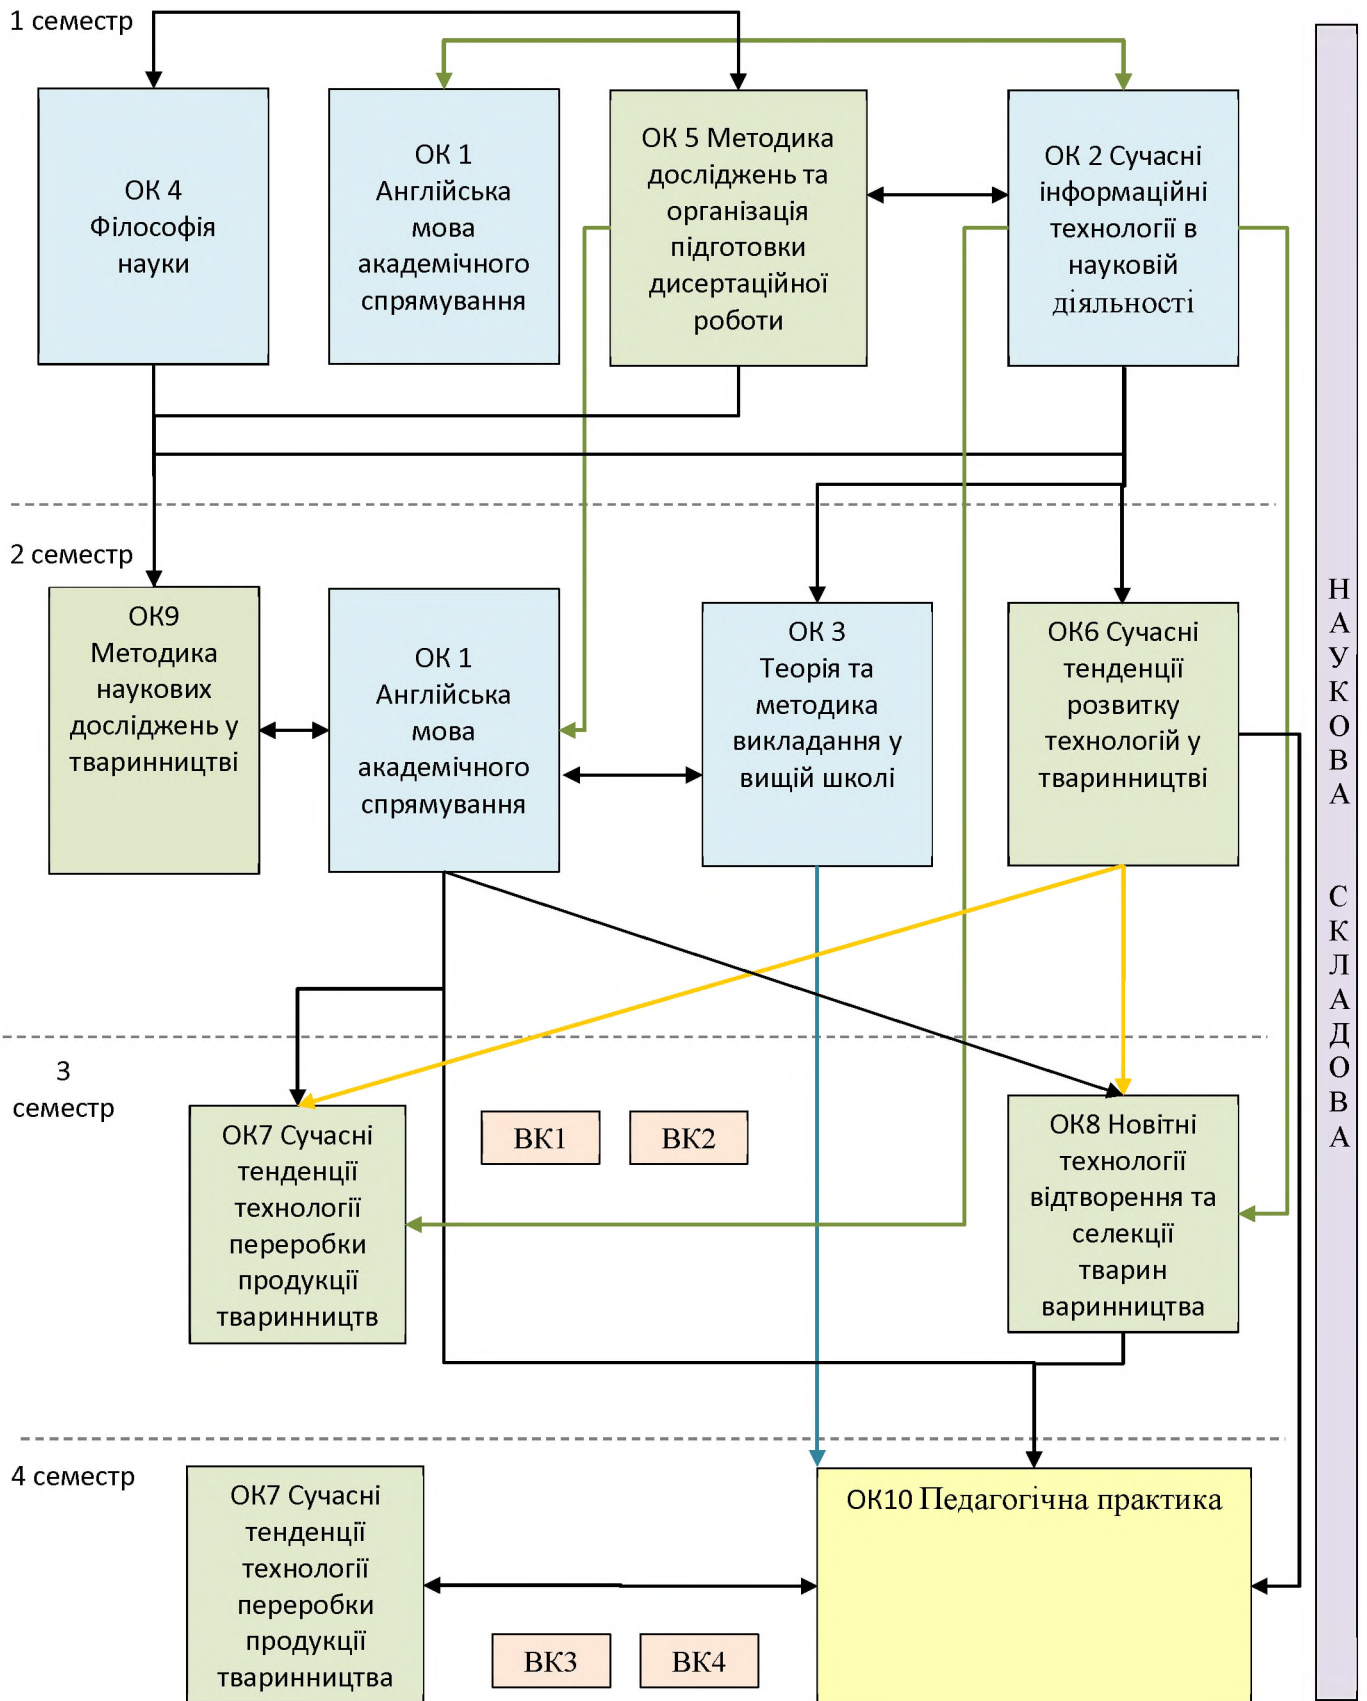 1 семестр
ОК 4
Філософія
науки
ОК 1
Англійська
мова
академічного
спрямування
ОК 5 Методика
досліджень та
організація
підготовки
дисертаційної
роботи
ОК 2 Сучасні
інформаційні
технології в
науковій
діяльності
2 семестр
ОК9
Методика
наукових
досліджень у
тваринництві
ОК 1
Англійська
мова
академічного
спрямування
ОК 3
Теорія та
методика
викладання у
вищій школі
ОК6 Сучасні
тенденції
розвитку
технологій у
тваринництві
3
семестр
ОК7 Сучасні
тенденції
технології
переробки
продукції
тваринництв
ВК1
ВК2
ОК8 Новітні
технології
відтворення та
селекції
тварин
варинництва
4 семестр
ОК7 Сучасні
тенденції
технології
переробки
продукції
тваринництва
ВК3
ВК4
ОК10 Педагогічна практика
НАУКОВА СКЛАДОВА